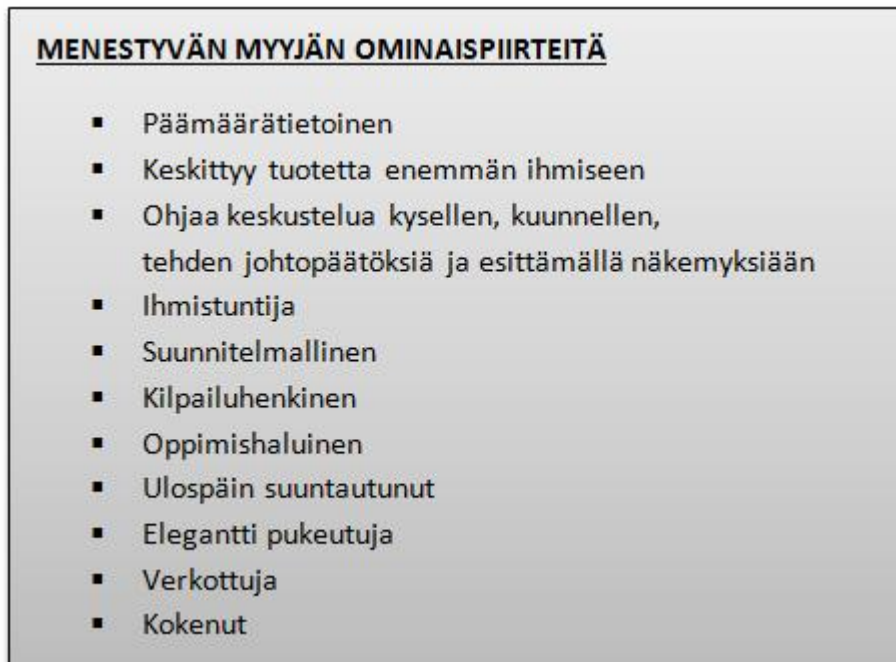 MENESTYVÄN MYYJÄN OMINAISPIIRTEITÄ
▪ Päämäärätietoinen
▪ Keskittyy tuotetta enemmän ihmiseen
▪ Ohjaa keskustelua kysellen, kuunnellen,
tehden johtopäätöksiä ja esittämällä näkemyksiään
▪ Ihmistuntija
▪ Suunnitelmallinen
▪ Kilpailuhenkinen
▪ Oppimishaluinen
▪ Ulospäin suuntautunut
▪ Elegantti pukeutuja
▪ Verkottuja
▪ Kokenut